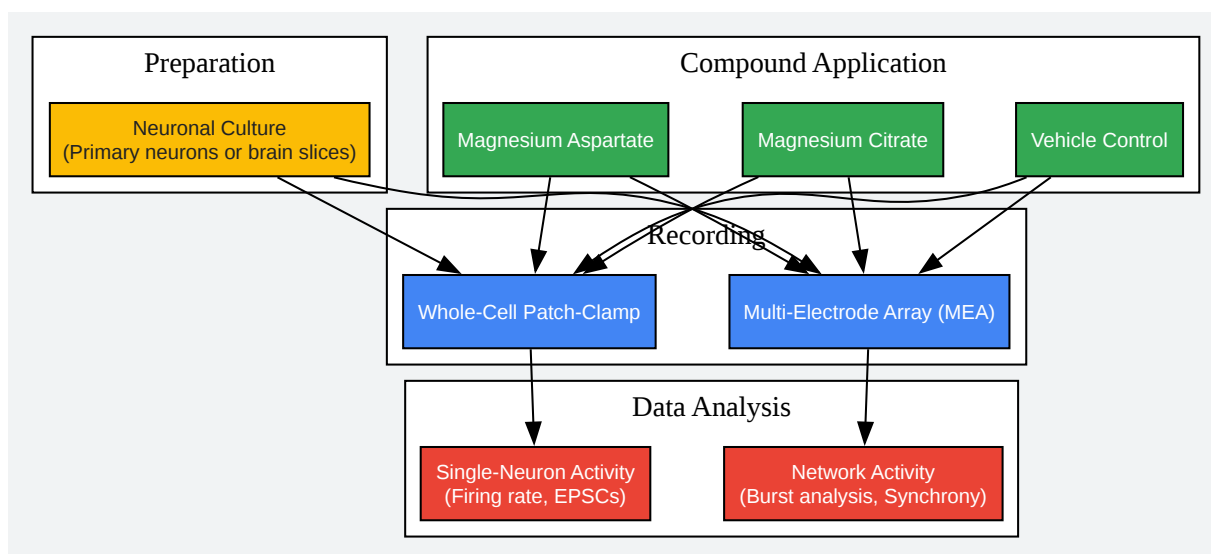 Preparation
Compound Application
Neuronal Culture
(Primary neurons or brain slices)
Magnesium Aspartate
Magnesium Citrate
Vehicle Control
Recording
Whole-Cell Patch-Clamp
Multi-Electrode Array (MEA)
Data Analysis
Single-Neuron Activity
(Firing rate, EPSCs)
Network Activity
(Burst analysis, Synchrony)